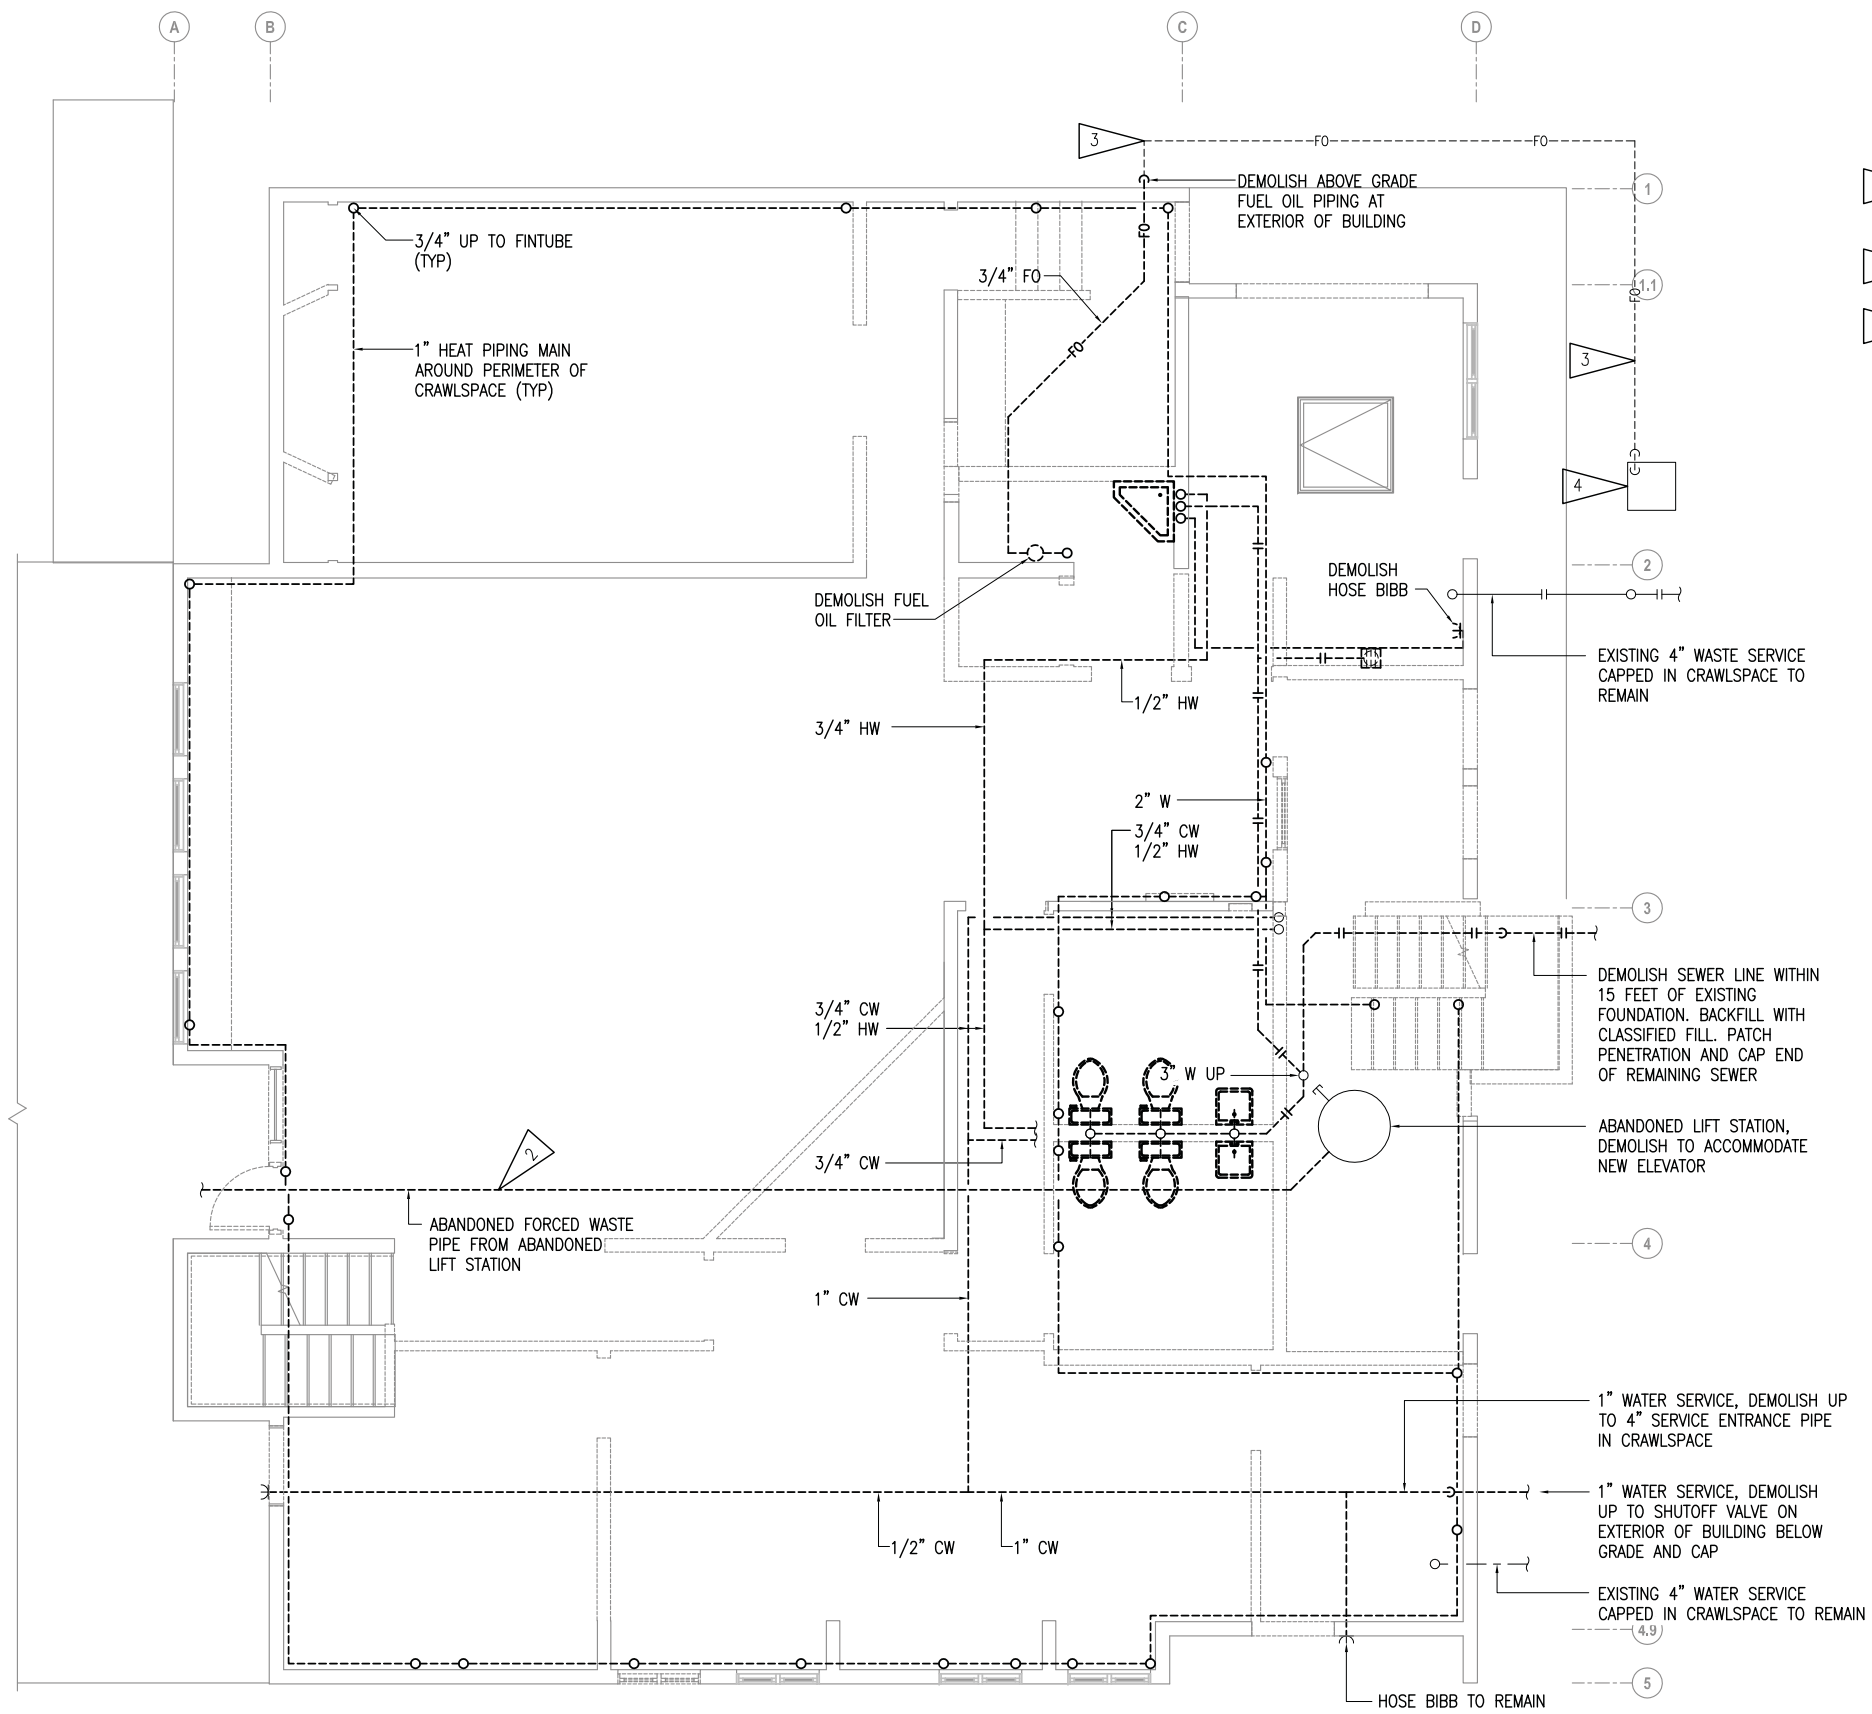 A
B
C
D
3
FO
FO
DEMOLISH ABOVE GRADE
FUEL OIL PIPING AT
EXTERIOR OF BUILDING
1
FO
3/4" UP TO FINTUBE
(TYP)
3/4" FO
1.1
FO
FO
1" HEAT PIPING MAIN
AROUND PERIMETER OF
CRAWLSPACE (TYP)
3
4
DEMOLISH FUEL
OIL FILTER
DEMOLISH
HOSE BIBB
2
EXISTING 4" WASTE SERVICE
CAPPED IN CRAWLSPACE TO
REMAIN
1/2" HW
3/4" HW
2" W
3/4" CW
1/2" HW
3
DEMOLISH SEWER LINE WITHIN
15 FEET OF EXISTING
FOUNDATION. BACKFILL WITH
CLASSIFIED FILL. PATCH
PENETRATION AND CAP END
OF REMAINING SEWER
3/4" CW
1/2" HW
3" W UP
ABANDONED LIFT STATION,
DEMOLISH TO ACCOMMODATE
NEW ELEVATOR
2
3/4" CW
ABANDONED FORCED WASTE
PIPE FROM ABANDONED
LIFT STATION
4
1" CW
1" WATER SERVICE, DEMOLISH UP
TO 4" SERVICE ENTRANCE PIPE
IN CRAWLSPACE
1" WATER SERVICE, DEMOLISH
UP TO SHUTOFF VALVE ON
EXTERIOR OF BUILDING BELOW
GRADE AND CAP
1/2" CW
1" CW
EXISTING 4" WATER SERVICE
CAPPED IN CRAWLSPACE TO REMAIN
4.9
5
HOSE BIBB TO REMAIN